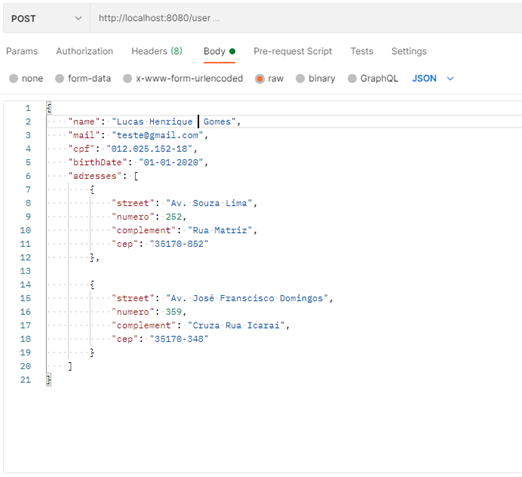 POST http://localhost:8080/user ...
Params Authorization Headers (8) Body Pre-request Script Tests Settings
none form-data x-www-form-urlencoded raw binary GraphQL JSON
1 {
2 "name": "Lucas Henrique Gomes",
3 "mail": "teste@gmail.com",
4 "cpf": "012.025.152-18",
5 "birthDate": "01-01-2020",
6 "adresses": [
7 {
8 "street": "Av. Souza Lima",
9 "numero": 252,
10 "complement": "Rua Matriz",
11 "cep": "35170-852"
12 },
13
14 {
15 "street": "Av. José Franscisco Domingos",
16 "numero": 359,
17 "complement": "Cruza Rua Icarai",
18 "cep": "35170-348"
19 }
20 ]
21 }